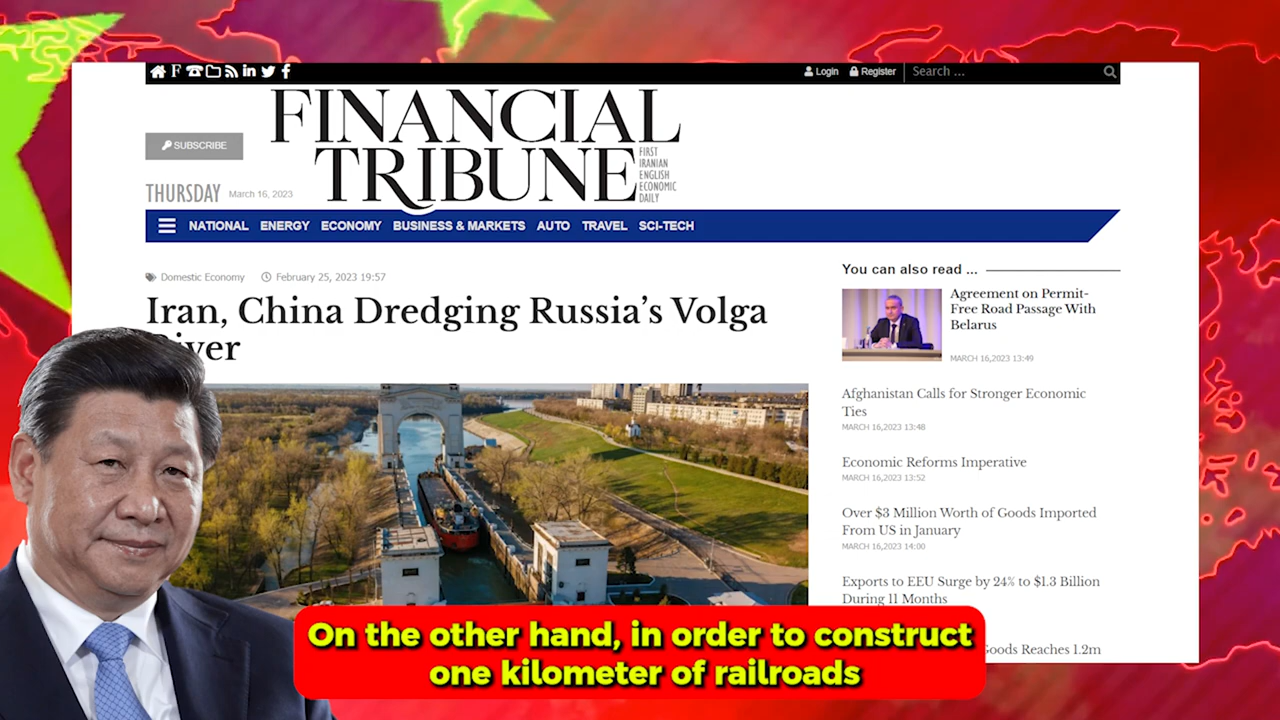 Login Register Search ...
FINANCIAL
TRIBUNE
FIRST
IRANIAN
ENGLISH
ECONOMIC
DAILY
SUBSCRIBE
THURSDAY March 16, 2023
NATIONAL ENERGY ECONOMY BUSINESS & MARKETS AUTO TRAVEL SCI-TECH
Domestic Economy February 25, 2023 19:57
Iran, China Dredging Russia's Volga
River
You can also read ...
Agreement on Permit-
Free Road Passage With
Belarus
MARCH 16,2023 13:49
Afghanistan Calls for Stronger Economic
Ties
MARCH 16,2023 13:48
Economic Reforms Imperative
MARCH 16,2023 13:52
Over $3 Million Worth of Goods Imported
From US in January
MARCH 16,2023 14:00
Exports to EEU Surge by 24% to $1.3 Billion
During 11 Months
Goods Reaches 1.2m
On the other hand, in order to construct
one kilometer of railroads